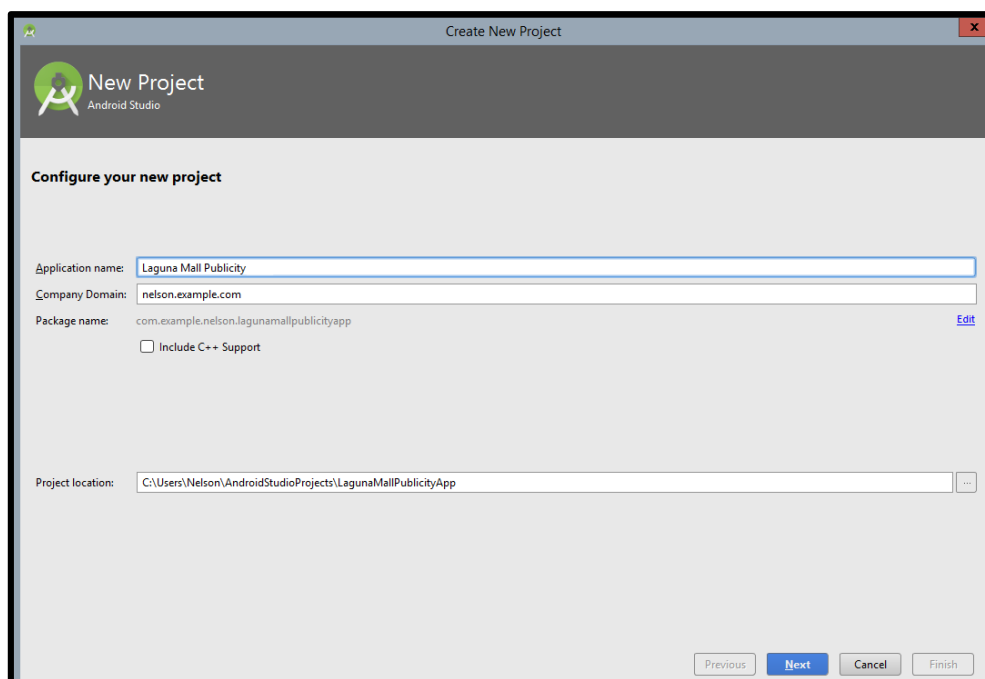 Create New Project
x
New Project
Android Studio
Configure your new project
Application name: Laguna Mall Publicity
Company Domain: nelson.example.com
Package name: com.example.nelson.lagunamallpublicityapp Edit
Include C++ Support
Project location: C:\Users\Nelson\AndroidStudioProjects\LagunaMallPublicityApp ...
Previous Next Cancel Finish